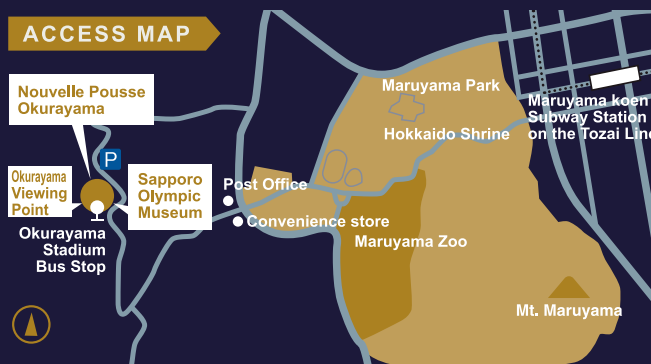 ACCESS MAP
Nouvelle Pousse
Okurayama
P
Okurayama
Viewing
Point
Sapporo
Olympic
Museum
Okurayama
Stadium
Bus Stop
Post Office
Convenience store
Maruyama Park
Hokkaido Shrine
Maruyama koen
Subway Station
on the Tozai Line
Maruyama Zoo
Mt. Maruyama